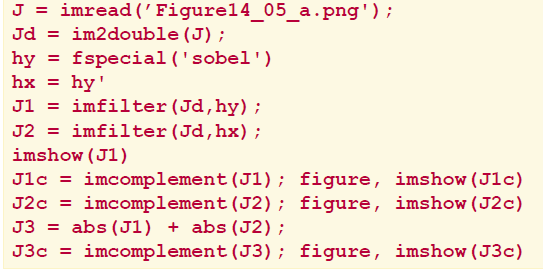 J = imread(’Figure14_05_a.png');
Jd = im2double(J);
hy = fspecial('sobel')
hx = hy'
J1 = imfilter(Jd,hy);
J2 = imfilter(Jd,hx);
imshow(J1)
J1c = imcomplement(J1); figure, imshow(J1c)
J2c = imcomplement(J2); figure, imshow(J2c)
J3 = abs(J1) + abs(J2);
J3c = imcomplement(J3); figure, imshow(J3c)